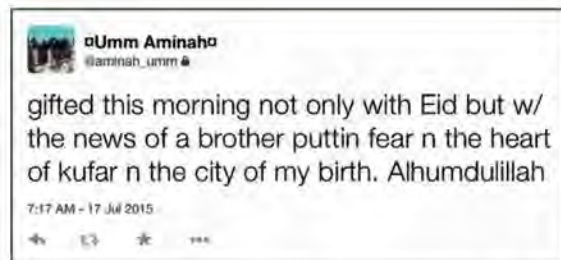 ¤Umm Aminah¤
@aminah_umm
gifted this morning not only with Eid but w/
the news of a brother puttin fear n the heart
of kufar n the city of my birth. Alhumdulillah
7:17 AM - 17 Jul 2015